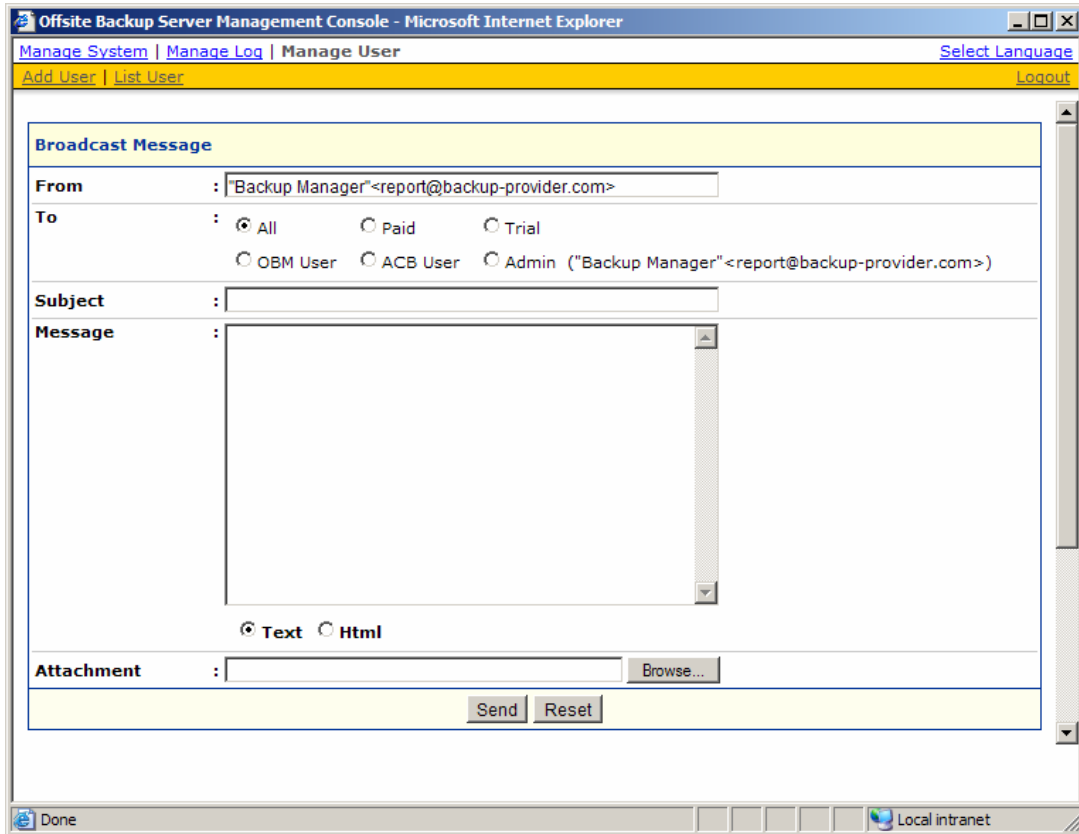 Offsite Backup Server Management Console - Microsoft Internet Explorer
Manage System | Manage Log | Manage User Select Language
Add User | List User Logout
Broadcast Message
From : "Backup Manager"<report@backup-provider.com>
To : All Paid Trial
OBM User ACB User Admin ("Backup Manager"<report@backup-provider.com>)
Subject :
Message :
Text Html
Attachment : Browse...
Send Reset
Done Local intranet